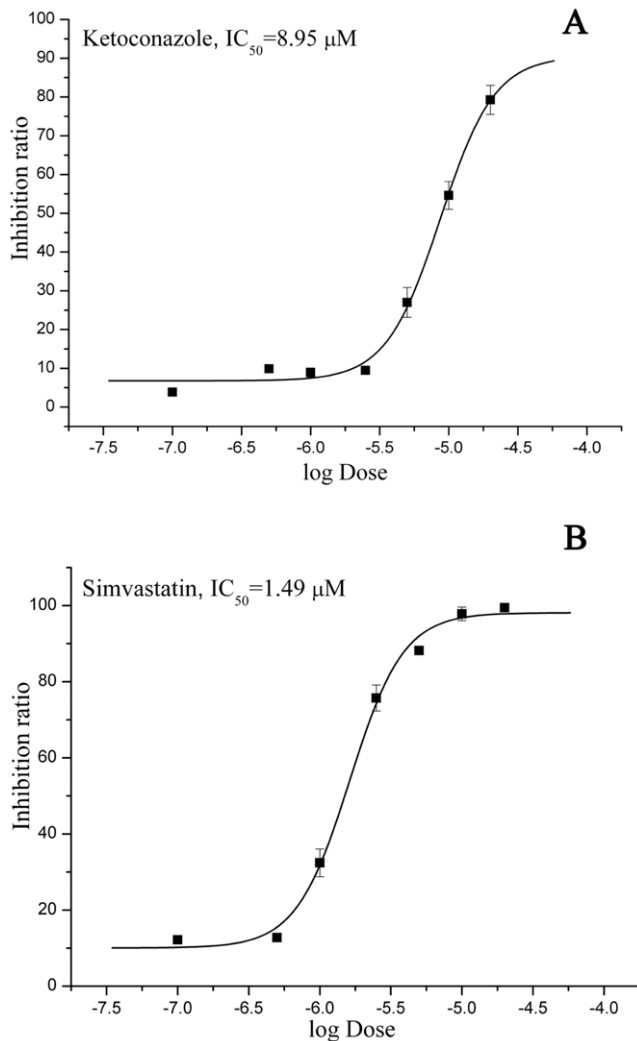 A
Ketoconazole, IC50=8.95 μM
100
90
80
70
60
50
40
30
20
10
0
Inhibition ratio
-7.5 -7.0 -6.5 -6.0 -5.5 -5.0 -4.5 -4.0
log Dose
B
Simvastatin, IC50=1.49 μM
100
80
60
40
20
0
Inhibition ratio
-7.5 -7.0 -6.5 -6.0 -5.5 -5.0 -4.5 -4.0
log Dose